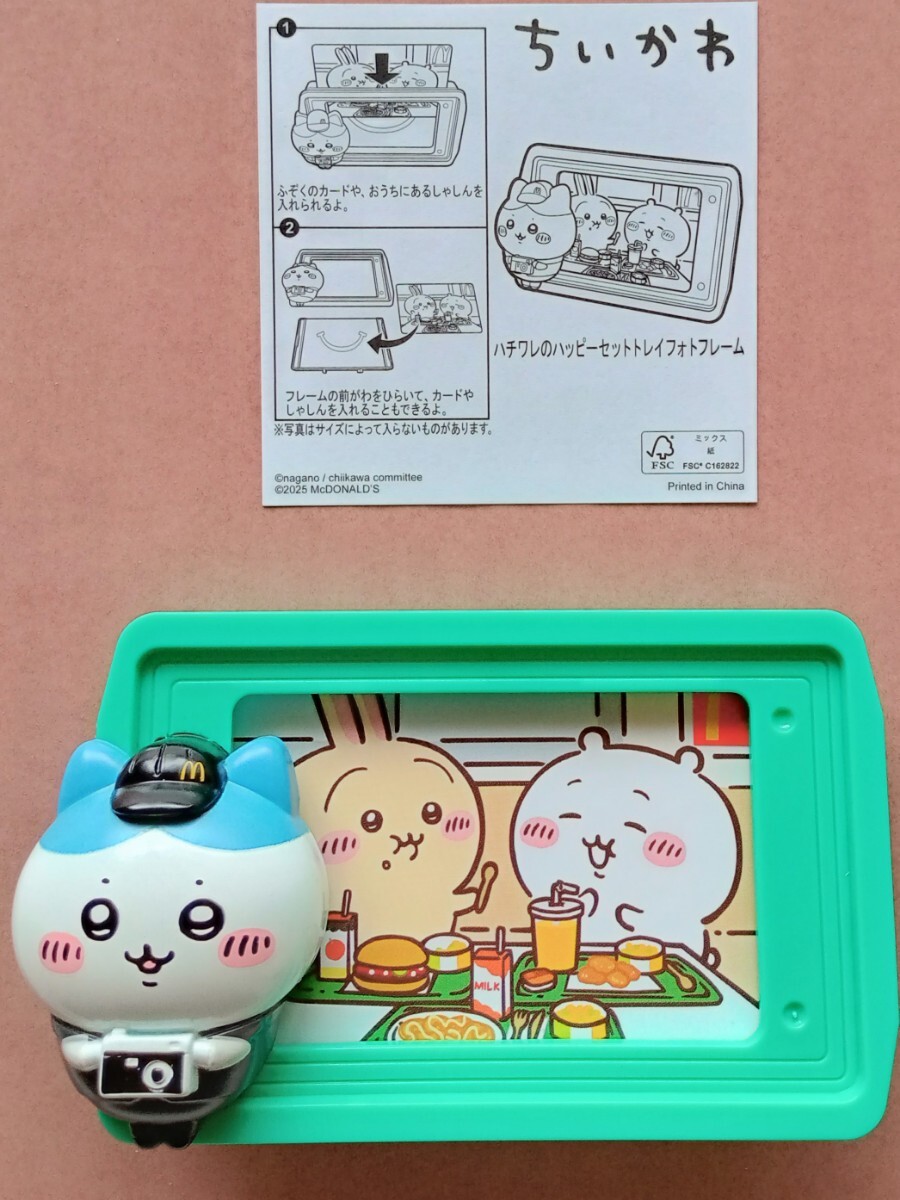 ちいかわ
1
ふぞくのカードや、おうちにあるしゃしんを
入れられるよ。
2
フレームの前がわをひらいて、カードや
しゃしんを入れることもできるよ。
※写真はサイズによって入らないものがあります。
ハチワレのハッピーセットトレイフォトフレーム
FSC
ミックス
紙
FSC® C162822
©nagano / chiikawa committee
©2025 McDONALD'S
Printed in China
m
MILK